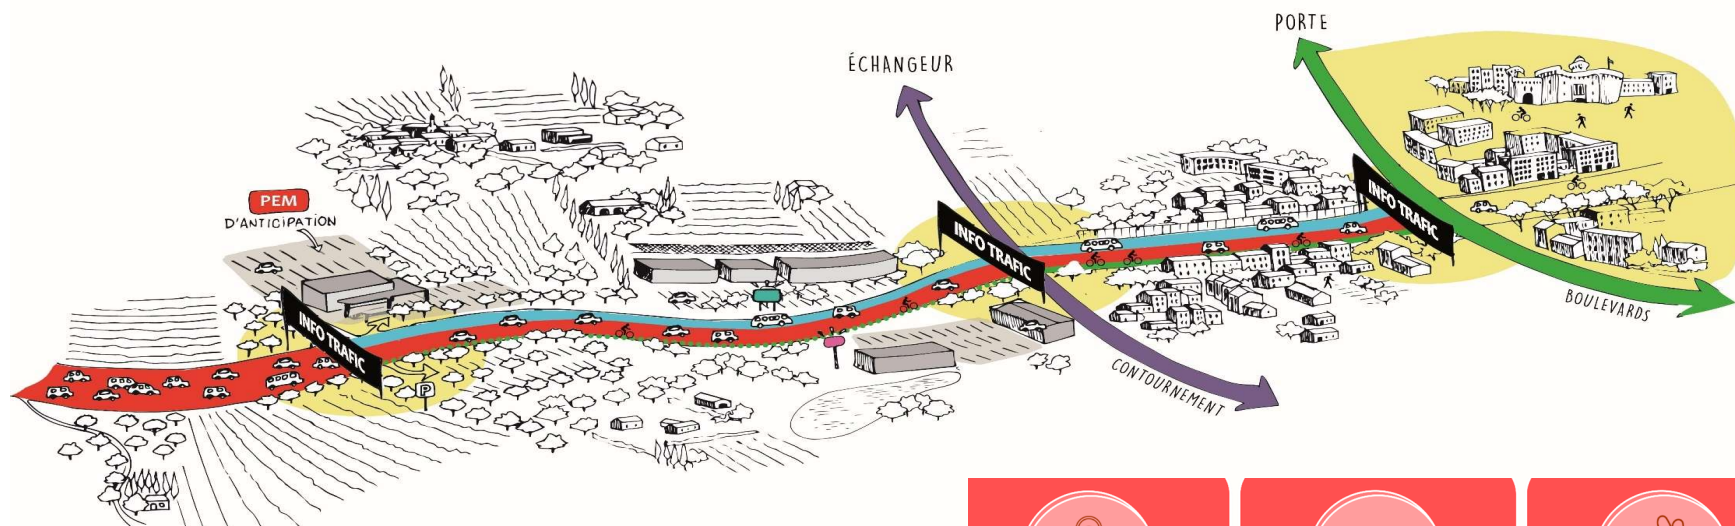 PORTE
ÉCHANGEUR
PEM
D'ANTICIPATION
INFO TRAFIC
INFO TRAFIC
INFO TRAFIC
BOULEVARDS
CONTOURNEMENT
P